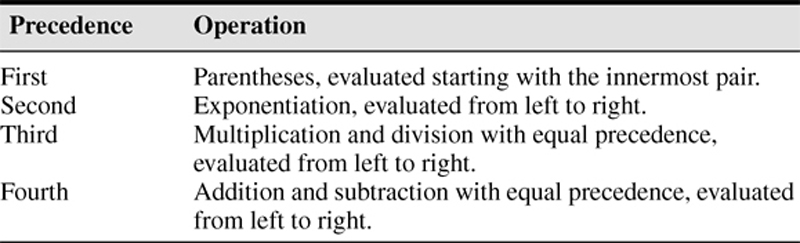 Precedence Operation
First Parentheses, evaluated starting with the innermost pair.
Second Exponentiation, evaluated from left to right.
Third Multiplication and division with equal precedence,
evaluated from left to right.
Fourth Addition and subtraction with equal precedence, evaluated
from left to right.